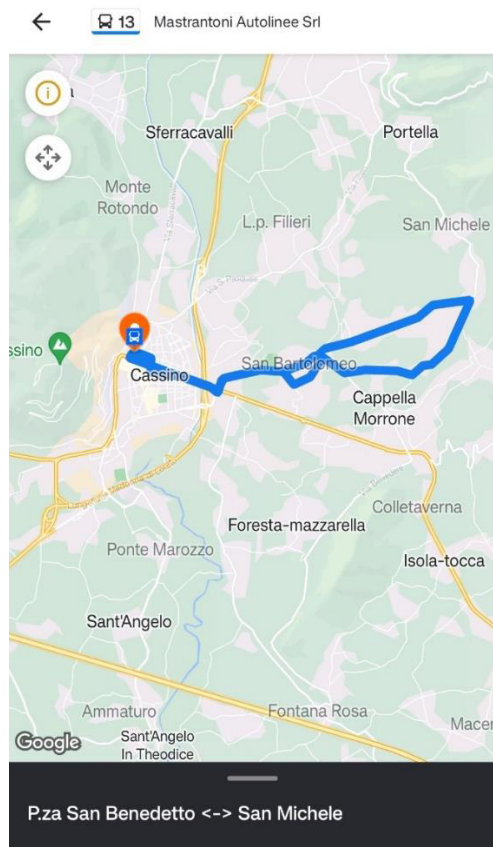 13 Mastrantoni Autolinee Srl
Sferracavalli
Portella
Monte
Rotondo
L.p. Filieri
San Michele
ssino
Cassino
San Bartolomeo
Cappella
Morrone
Via Belvedere
Colletaverna
Foresta-mazzarella
Ponte Marozzo
Isola-tocca
Sant'Angelo
Ammaturo
Fontana Rosa
Macer
Sant'Angelo
In Theodice
Google
P.za San Benedetto <-> San Michele